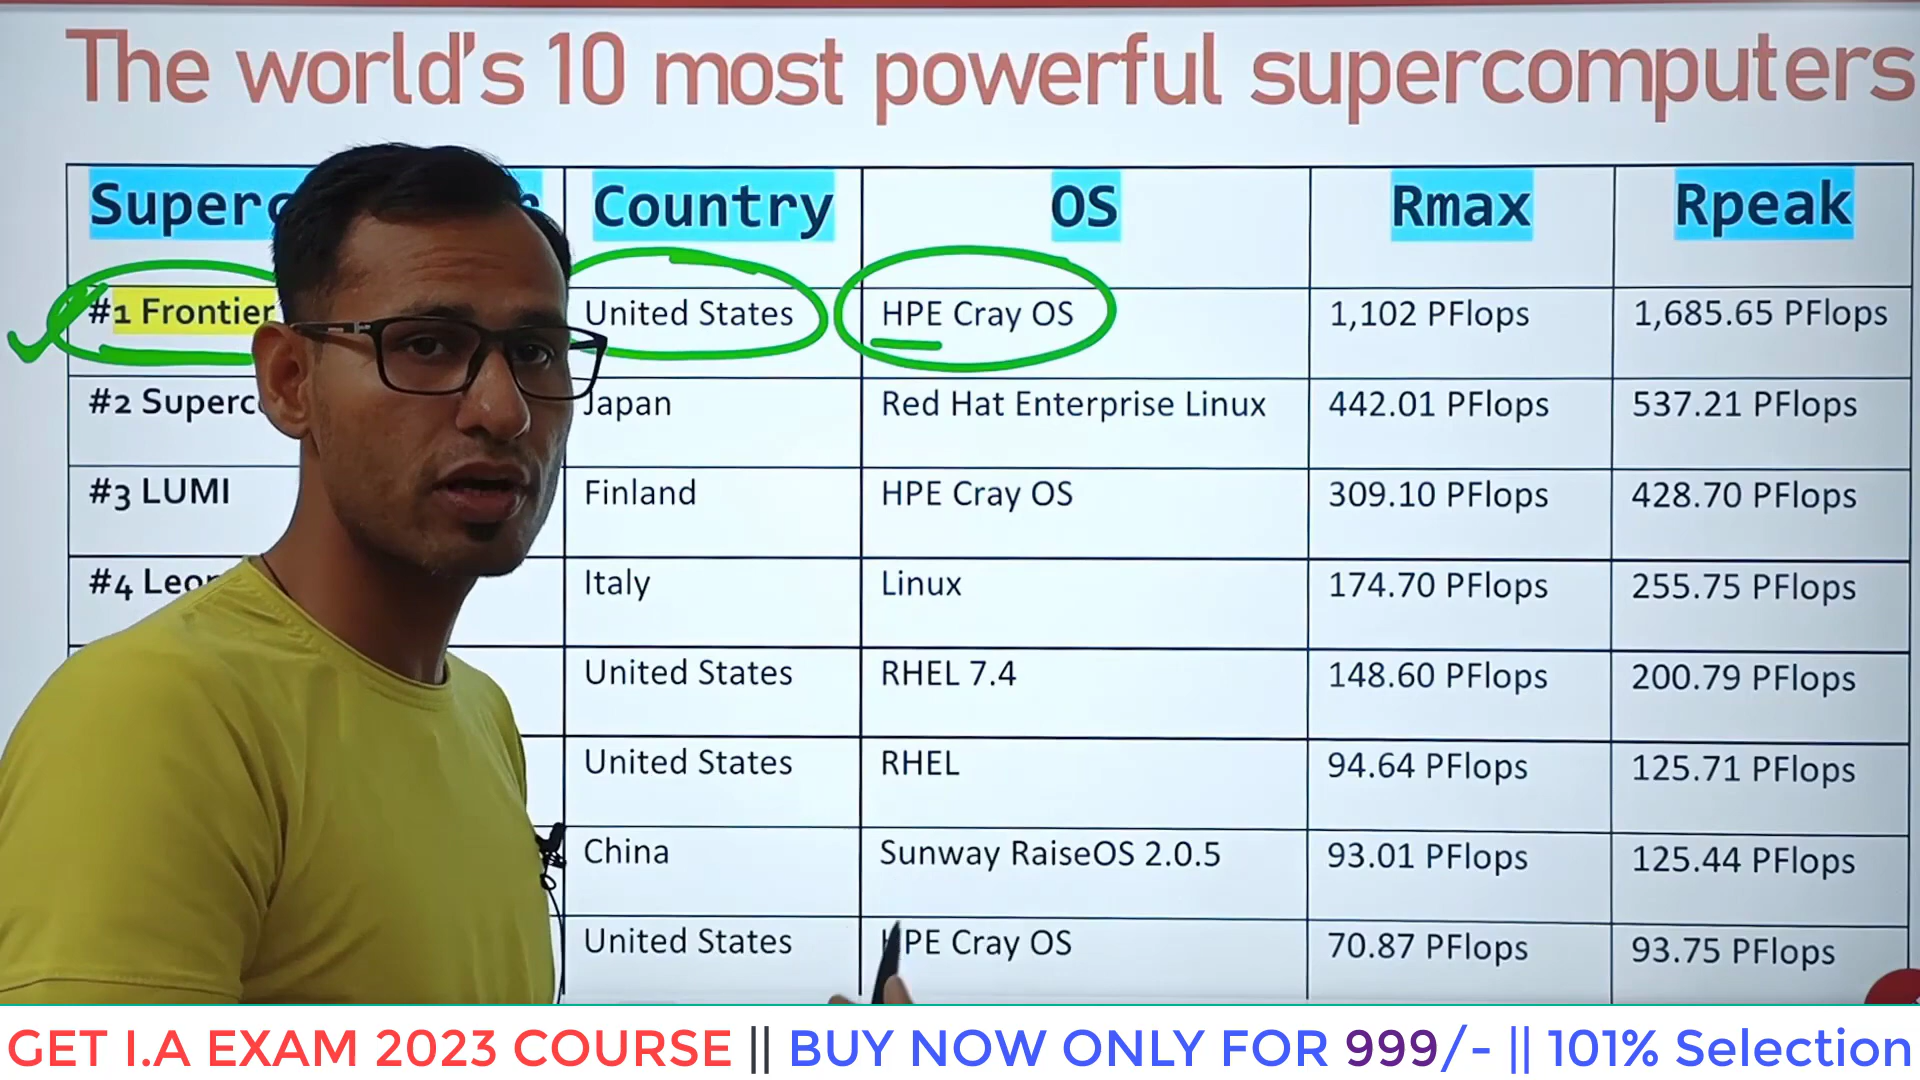 The world's 10 most powerful supercomputers
Country OS Rmax Rpeak
#1 Frontier United States HPE Cray OS 1,102 PFlops 1,685.65 PFlops
#2 Japan Red Hat Enterprise Linux 442.01 PFlops 537.21 PFlops
#3 LUMI Finland HPE Cray OS 309.10 PFlops 428.70 PFlops
#4 Italy Linux 174.70 PFlops 255.75 PFlops
United States RHEL 7.4 148.60 PFlops 200.79 PFlops
United States RHEL 94.64 PFlops 125.71 PFlops
China Sunway RaiseOS 2.0.5 93.01 PFlops 125.44 PFlops
United States HPE Cray OS 70.87 PFlops 93.75 PFlops
GET I.A EXAM 2023 COURSE || BUY NOW ONLY FOR 999/- || 101% Selection